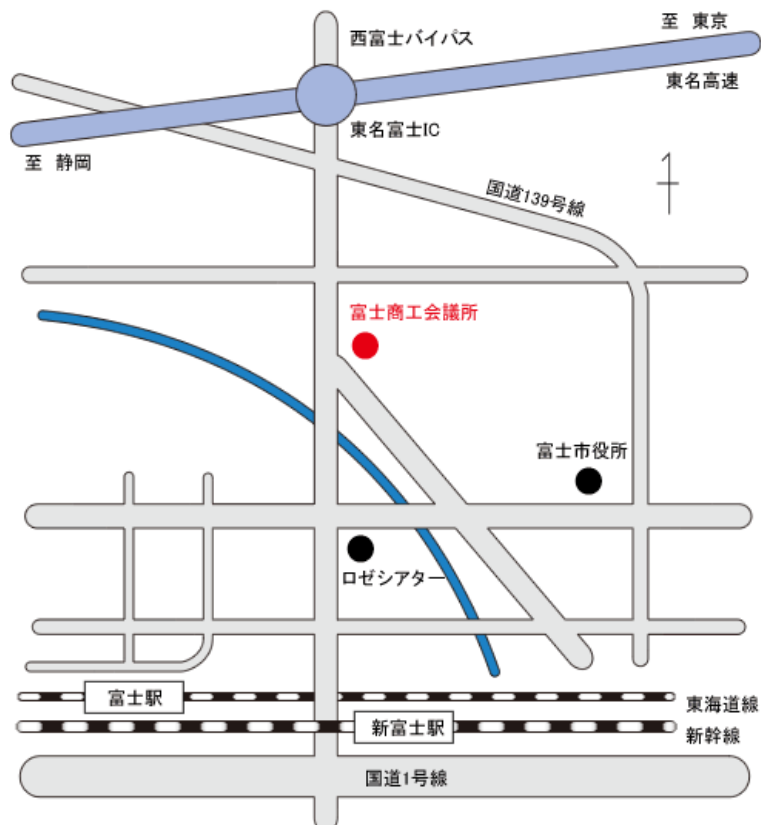 至 東京
西富士バイパス
東名高速
東名富士IC
至 静岡
国道139号線
富士商工会議所
富士市役所
ロゼシアター
富士駅
東海道線
新富士駅
新幹線
国道1号線